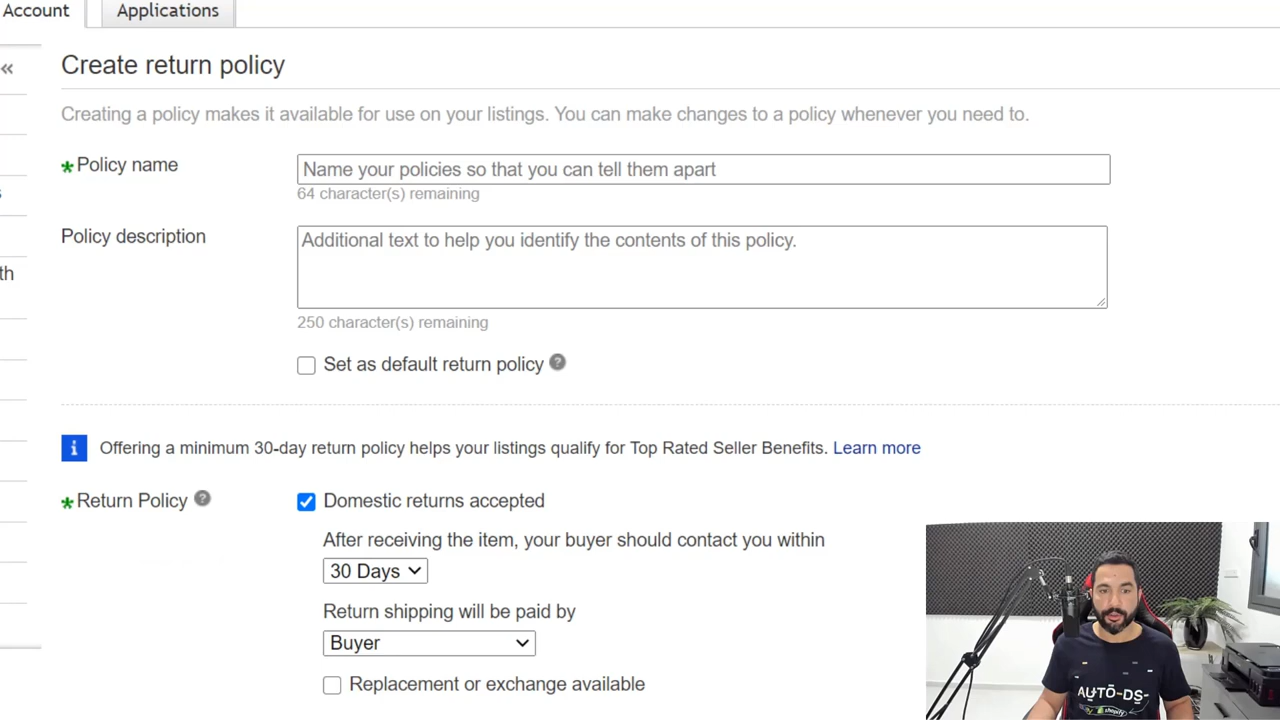 Account
Applications
«
Create return policy
Creating a policy makes it available for use on your listings. You can make changes to a policy whenever you need to.
* Policy name
Name your policies so that you can tell them apart
64 character(s) remaining
s
Policy description
Additional text to help you identify the contents of this policy.
th
250 character(s) remaining
Set as default return policy ?
i Offering a minimum 30-day return policy helps your listings qualify for Top Rated Seller Benefits. Learn more
* Return Policy ?
Domestic returns accepted
After receiving the item, your buyer should contact you within
30 Days
Return shipping will be paid by
Buyer
Replacement or exchange available
AUTO-DS-
shopify